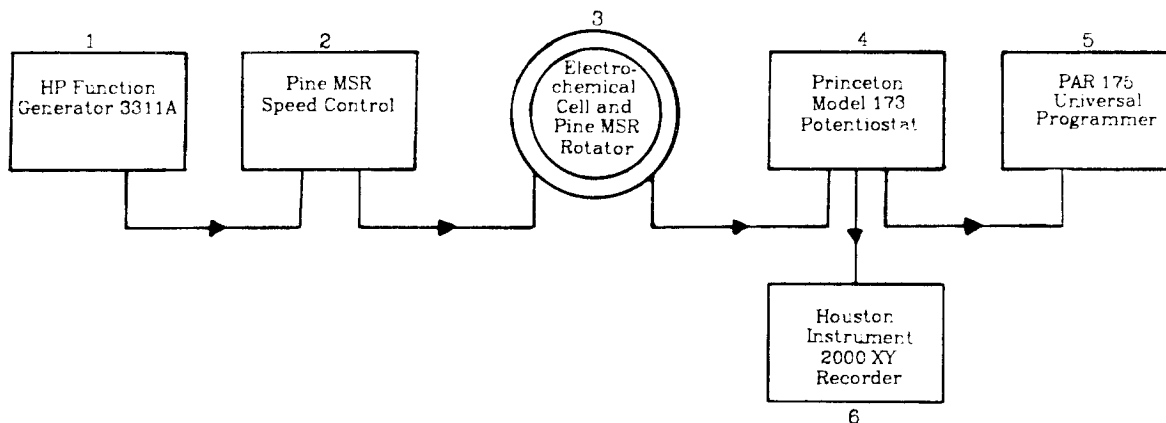 1
HP Function
Generator 3311A
2
Pine MSR
Speed Control
3
Electro-
chemical
Cell and
Pine MSR
Rotator
4
Princeton
Model 173
Potentiostat
5
PAR 175
Universal
Programmer
Houston
Instrument
2000 XY
Recorder
6